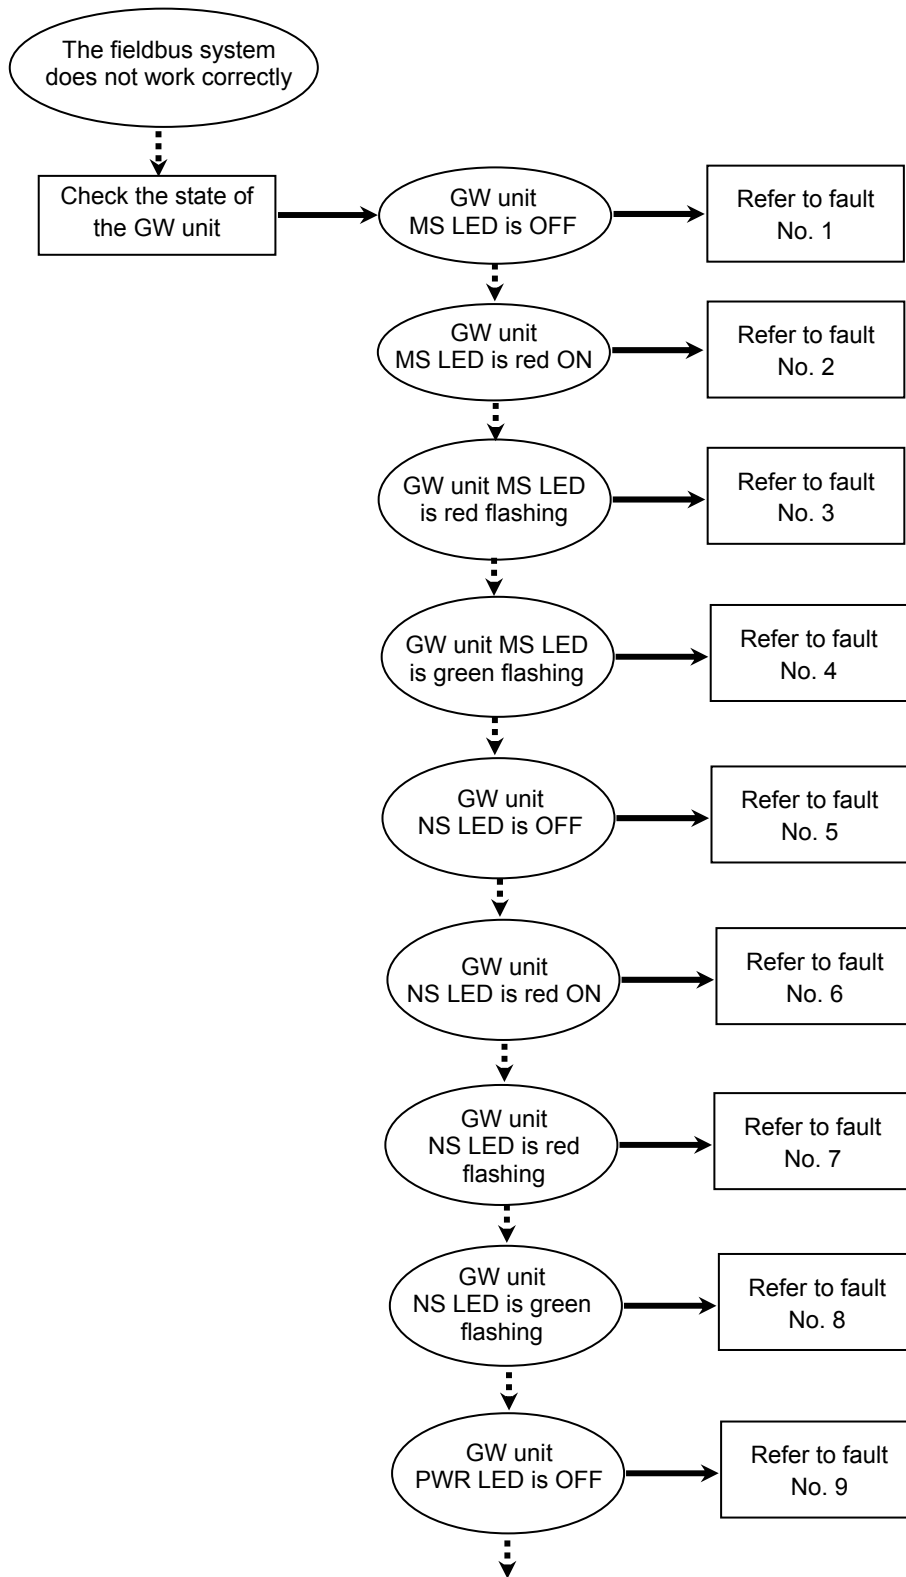 The fieldbus system
does not work correctly
Check the state of
the GW unit
GW unit
MS LED is OFF
Refer to fault
No. 1
GW unit
MS LED is red ON
Refer to fault
No. 2
GW unit MS LED
is red flashing
Refer to fault
No. 3
GW unit MS LED
is green flashing
Refer to fault
No. 4
GW unit
NS LED is OFF
Refer to fault
No. 5
GW unit
NS LED is red ON
Refer to fault
No. 6
GW unit
NS LED is red
flashing
Refer to fault
No. 7
GW unit
NS LED is green
flashing
Refer to fault
No. 8
GW unit
PWR LED is OFF
Refer to fault
No. 9